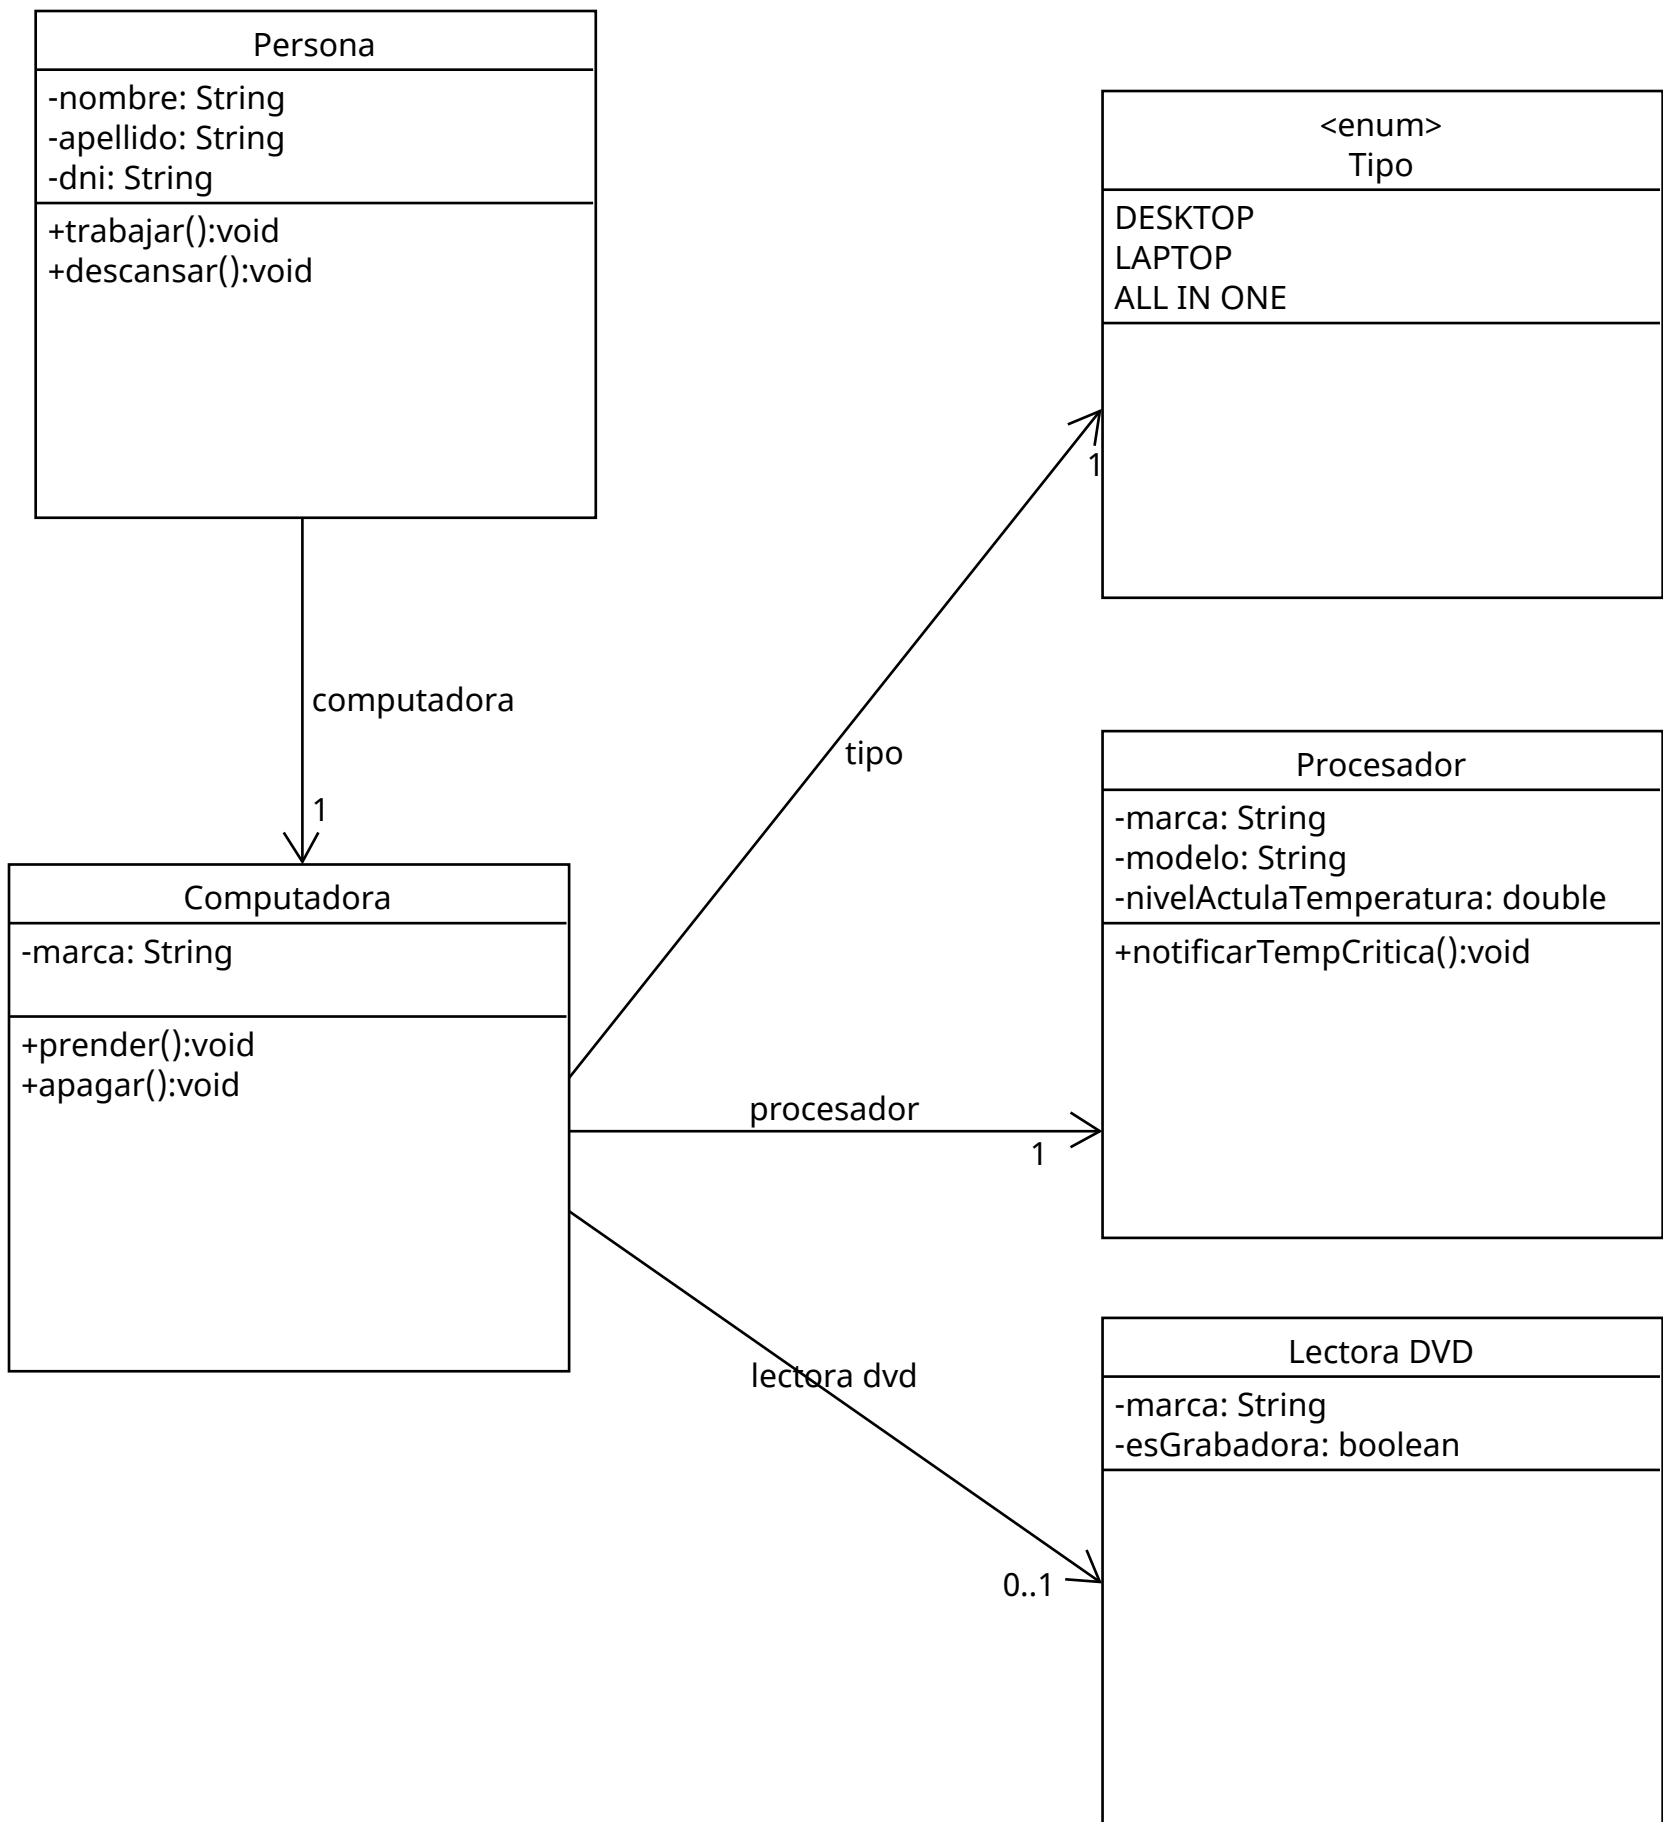 Persona
-nombre: String
-apellido: String
-dni: String
+trabajar():void
+descansar():void
<enum>
Tipo
DESKTOP
LAPTOP
ALL IN ONE
1
computadora
1
tipo
Computadora
-marca: String
+prender():void
+apagar():void
Procesador
-marca: String
-modelo: String
-nivelActulaTemperatura: double
+notificarTempCritica():void
procesador
1
lectora dvd
0..1
Lectora DVD
-marca: String
-esGrabadora: boolean